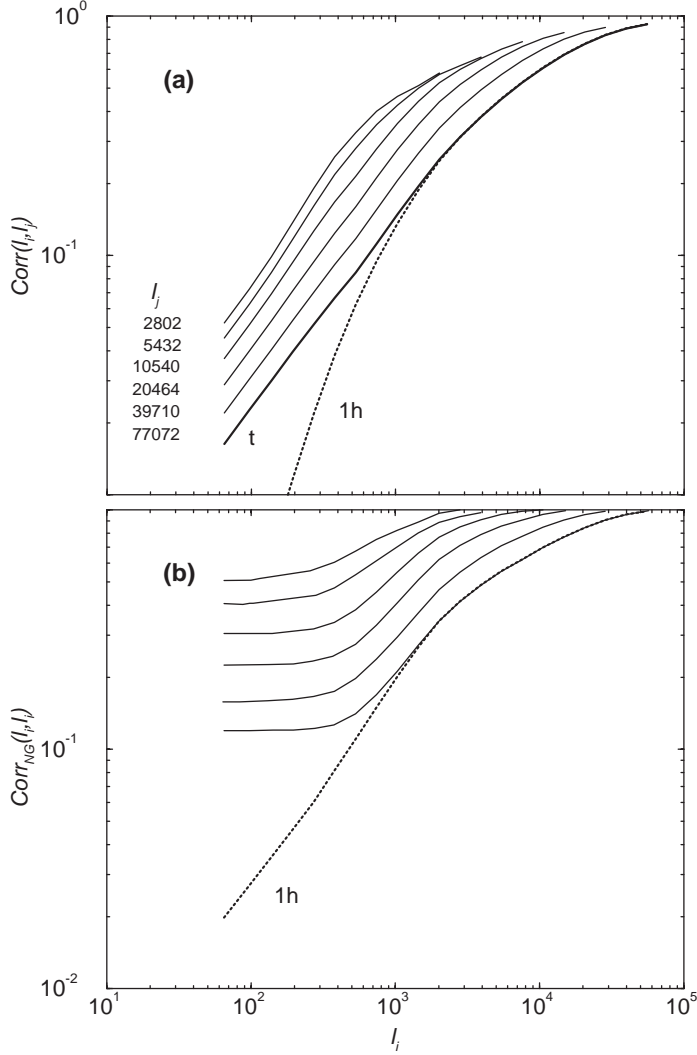 10^0
(a)
Corr(l_i,l_j)
10^-1
l_j
2802
5432
10540
20464
39710
77072
t
1h
(b)
Corr_NG(l_i,l_j)
10^-1
1h
10^-2
10^1 10^2 10^3 10^4 10^5
l_j